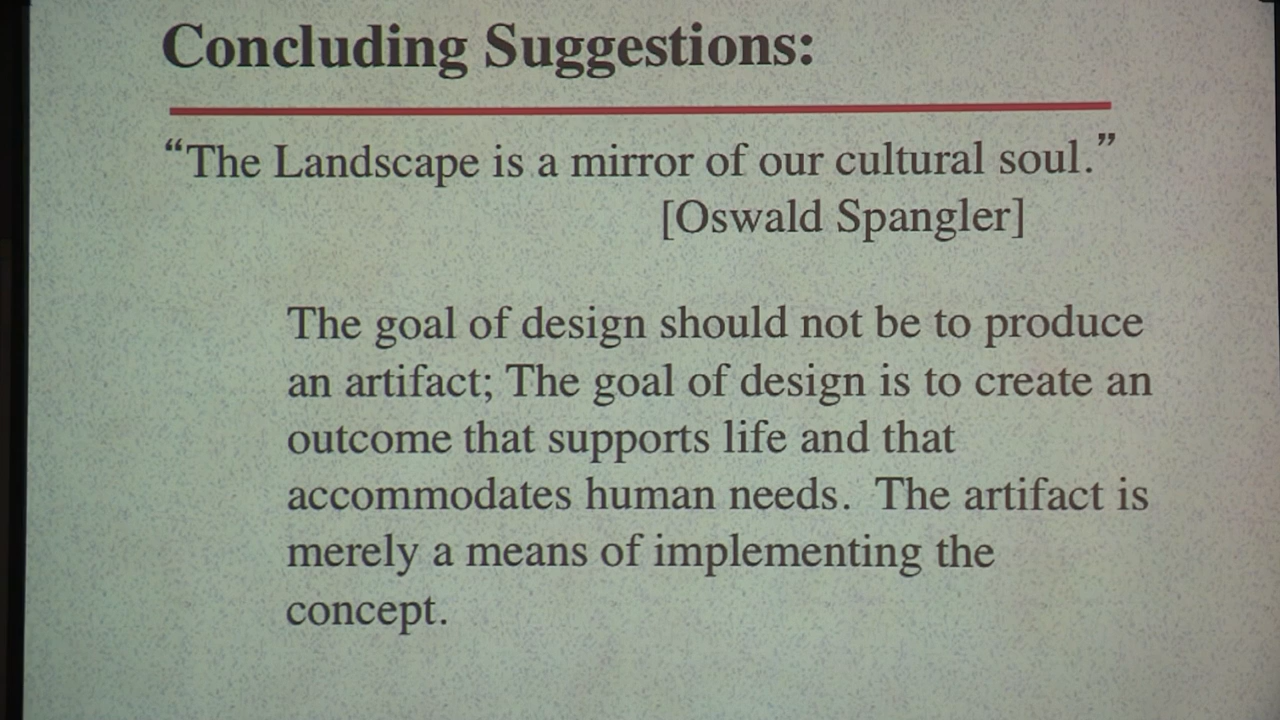 Concluding Suggestions:
“The Landscape is a mirror of our cultural soul.”
[Oswald Spangler]
The goal of design should not be to produce
an artifact; The goal of design is to create an
outcome that supports life and that
accommodates human needs.  The artifact is
merely a means of implementing the
concept.